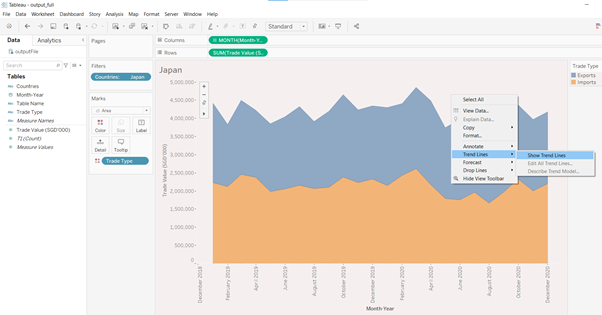 Tableau - output_full
File Data Worksheet Dashboard Story Analysis Map Format Server Window Help
Standard
Data Analytics
outputFile
Search
Tables
Countries
Month-Year
Table Name
Trade Type
Measure Names
Trade Value (SGD'000)
Measure Values
Pages
Filters
Countries: Japan
Marks
Area
Color Size Label
Detail Tooltip
Trade Type
Columns MONTH(Month-Y..
Rows SUM(Trade Value (S..
Japan
Trade Value (SGD'000)
5,000,000
4,500,000
4,000,000
3,500,000
3,000,000
2,500,000
2,000,000
1,500,000
1,000,000
500,000
0
December 2018
February 2019
April 2019
June 2019
August 2019
October 2019
December 2019
February 2020
April 2020
June 2020
August 2020
October 2020
December 2020
Month-Year
Select All
View Data...
Explain Data...
Copy
Format...
Annotate
Trend Lines
Forecast
Drop Lines
Hide View Toolbar
Show Trend Lines
Edit All Trend Lines...
Describe Trend Model...
Trade Type
Exports
Imports